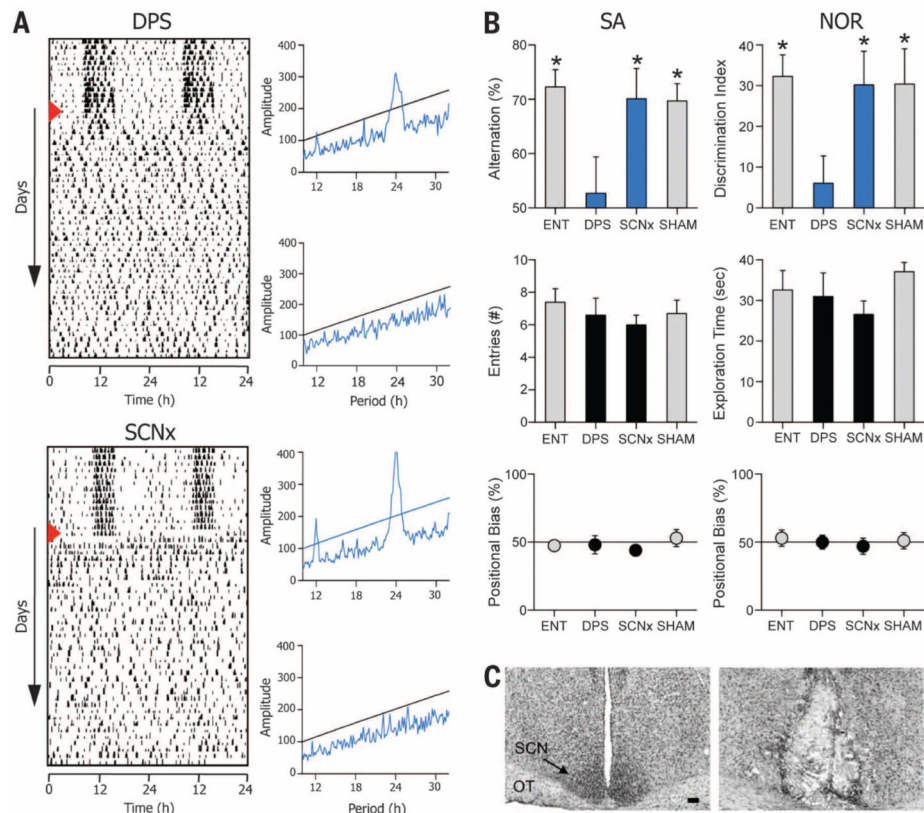 A
DPS
Days
0 12 24 12 24
Time (h)
Amplitude
400
300
200
100
0
12 18 24 30
Amplitude
400
300
200
100
0
12 18 24 30
Period (h)
SCNx
Days
0 12 24 12 24
Time (h)
Amplitude
400
300
200
100
0
12 18 24 30
Amplitude
400
300
200
100
0
12 18 24 30
Period (h)
B
SA
Alternation (%)
80
70
60
50
* * *
ENT DPS SCNx SHAM
NOR
Discrimination Index
40
30
20
10
0
* * *
ENT DPS SCNx SHAM
Entries (#)
10
8
6
4
2
0
ENT DPS SCNx SHAM
Exploration Time (sec)
40
30
20
10
0
ENT DPS SCNx SHAM
Positional Bias (%)
100
50
0
ENT DPS SCNx SHAM
Positional Bias (%)
100
50
0
ENT DPS SCNx SHAM
C
SCN
OT